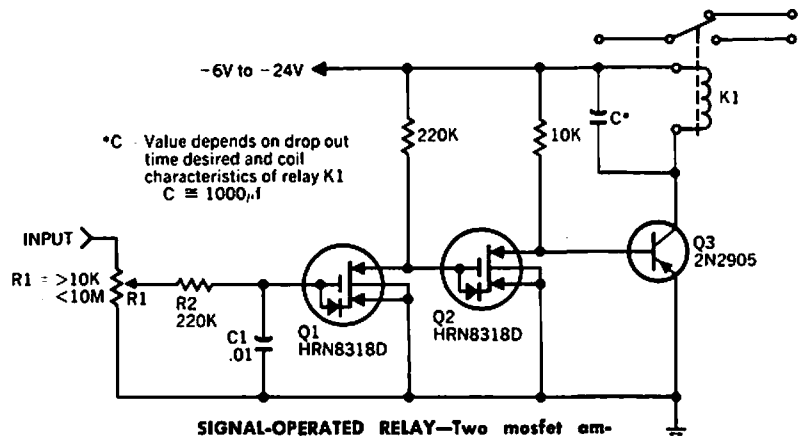 -6V to -24V
K1
C*
*C - Value depends on drop out
time desired and coil
characteristics of relay K1
C ≅ 1000µf
220K
10K
INPUT
R1 = >10K
<10M
R1
R2
220K
C1
.01
Q1
HRN8318D
Q2
HRN8318D
Q3
2N2905
SIGNAL-OPERATED RELAY—Two mosfet am-